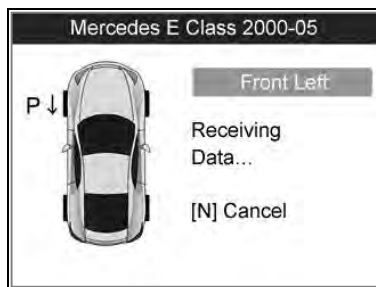 Mercedes E Class 2000-05
Front Left
P↓
Receiving
Data...
[N] Cancel